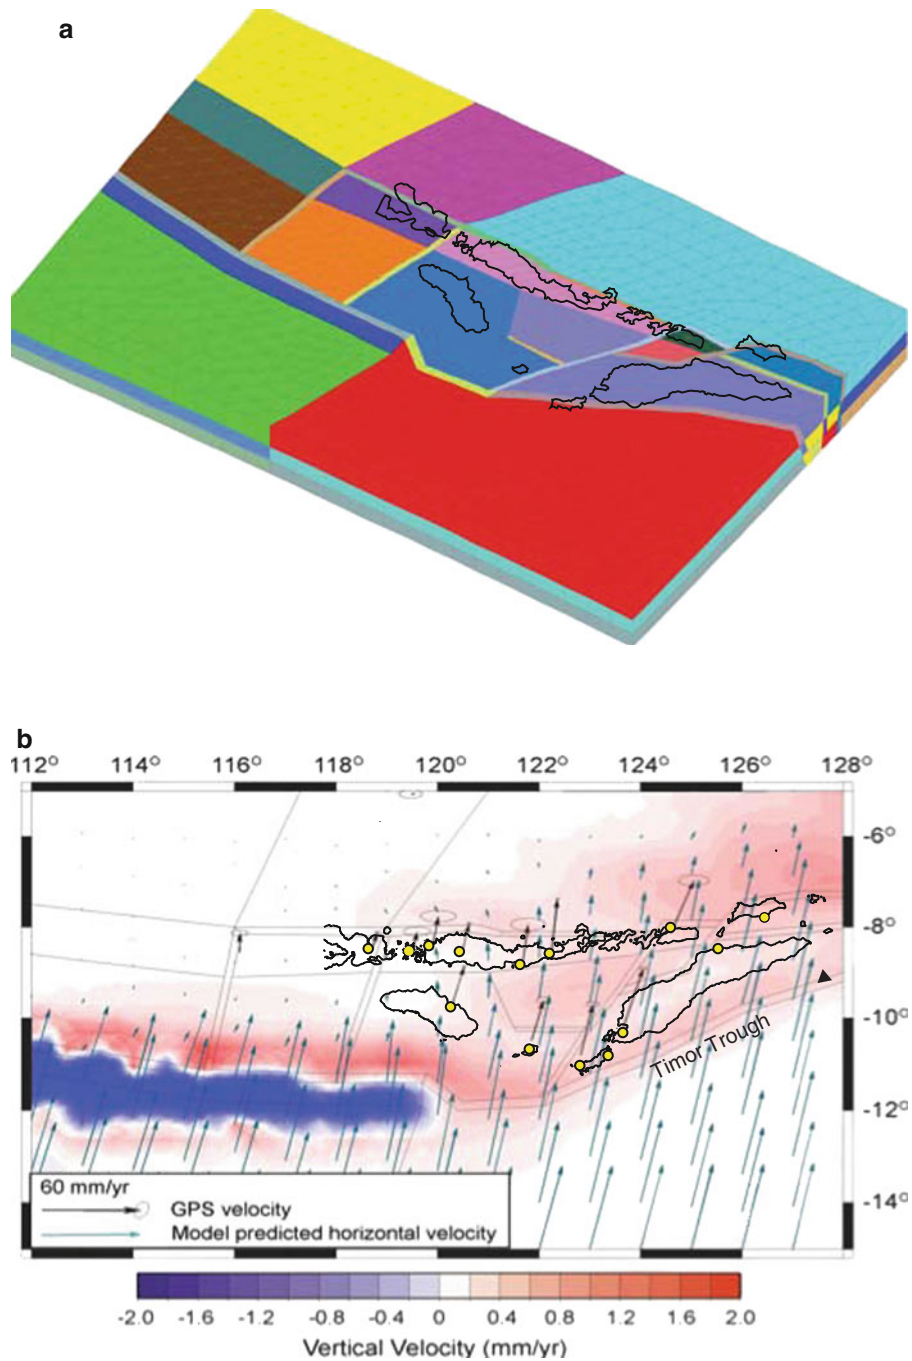 a
b
112° 114° 116° 118° 120° 122° 124° 126° 128°
-6°
-8°
-10°
-12°
-14°
Timor Trough
60 mm/yr
GPS velocity
Model predicted horizontal velocity
-2.0 -1.6 -1.2 -0.8 -0.4 0 0.4 0.8 1.2 1.6 2.0
Vertical Velocity (mm/yr)